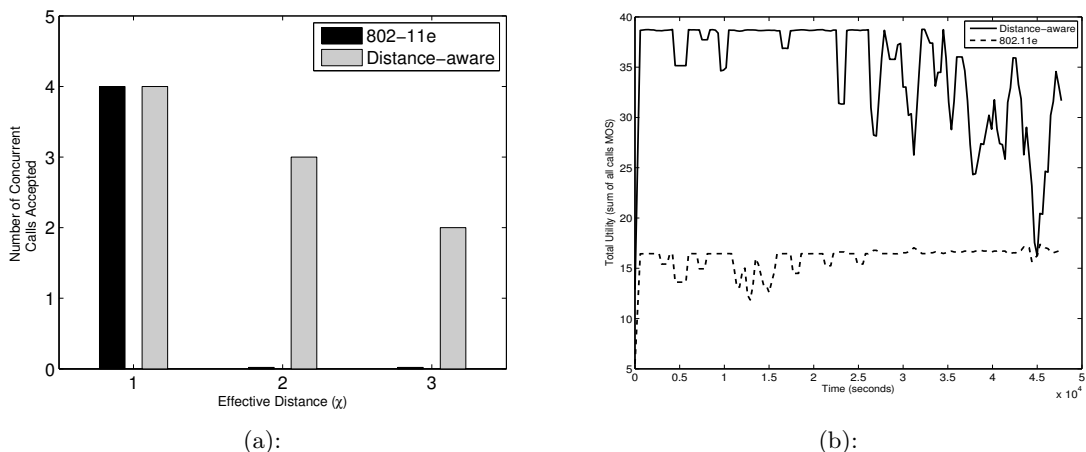 5
4
3
2
1
0
Number of Concurrent
Calls Accepted
802−11e
Distance−aware
1 2 3
Effective Distance (χ)
(a):
40
35
30
25
20
15
10
5
Total Utility (sum of all calls MOS)
Distance−aware
802.11e
0 0.5 1 1.5 2 2.5 3 3.5 4 4.5 5
Time (seconds)
x 10^4
(b):